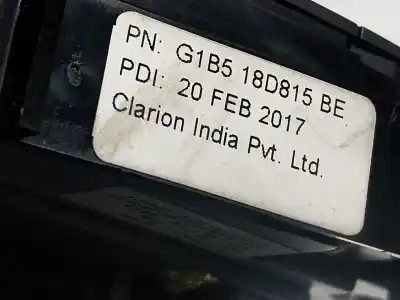 PN: G1B5 18D815 BE
PDI: 20 FEB 2017
Clarion India Pvt. Ltd.